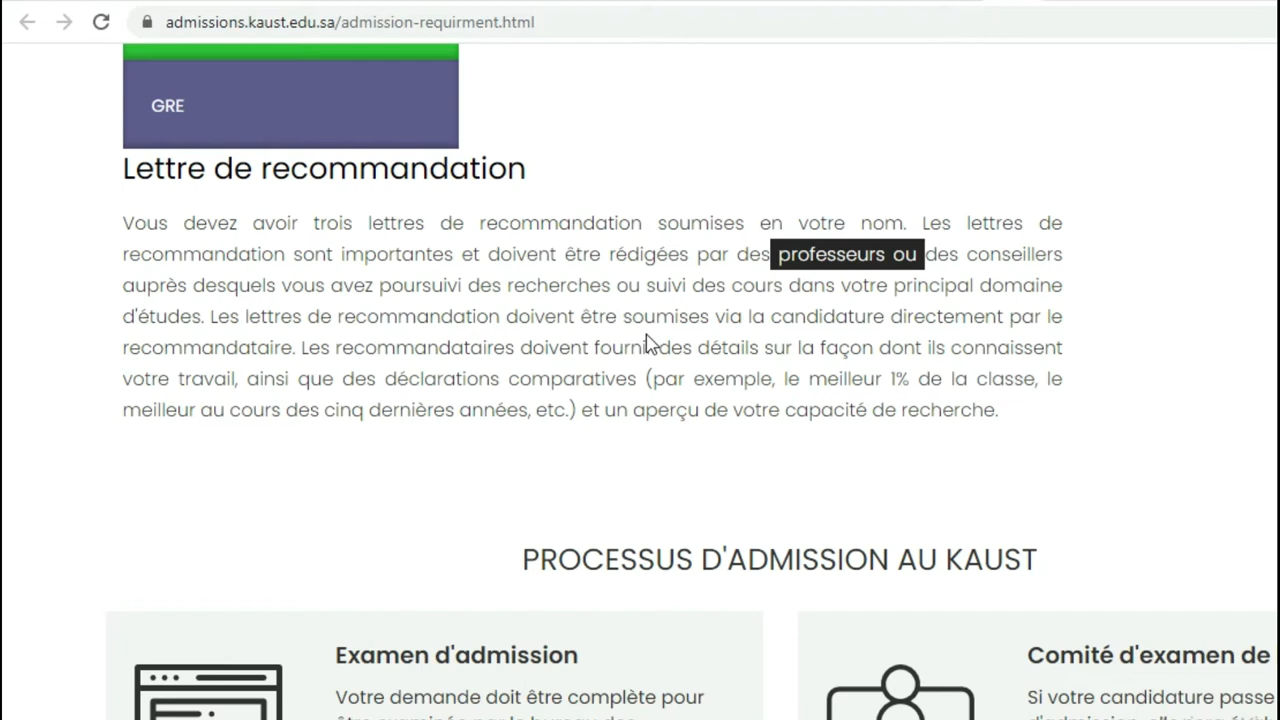 admissions.kaust.edu.sa/admission-requirment.html
GRE
Lettre de recommandation
Vous devez avoir trois lettres de recommandation soumises en votre nom. Les lettres de
recommandation sont importantes et doivent être rédigées par des professeurs ou des conseillers
auprès desquels vous avez poursuivi des recherches ou suivi des cours dans votre principal domaine
d'études. Les lettres de recommandation doivent être soumises via la candidature directement par le
recommandataire. Les recommandataires doivent fournir des détails sur la façon dont ils connaissent
votre travail, ainsi que des déclarations comparatives (par exemple, le meilleur 1% de la classe, le
meilleur au cours des cinq dernières années, etc.) et un aperçu de votre capacité de recherche.
PROCESSUS D'ADMISSION AU KAUST
Examen d'admission
Votre demande doit être complète pour
Comité d'examen de
Si votre candidature passe